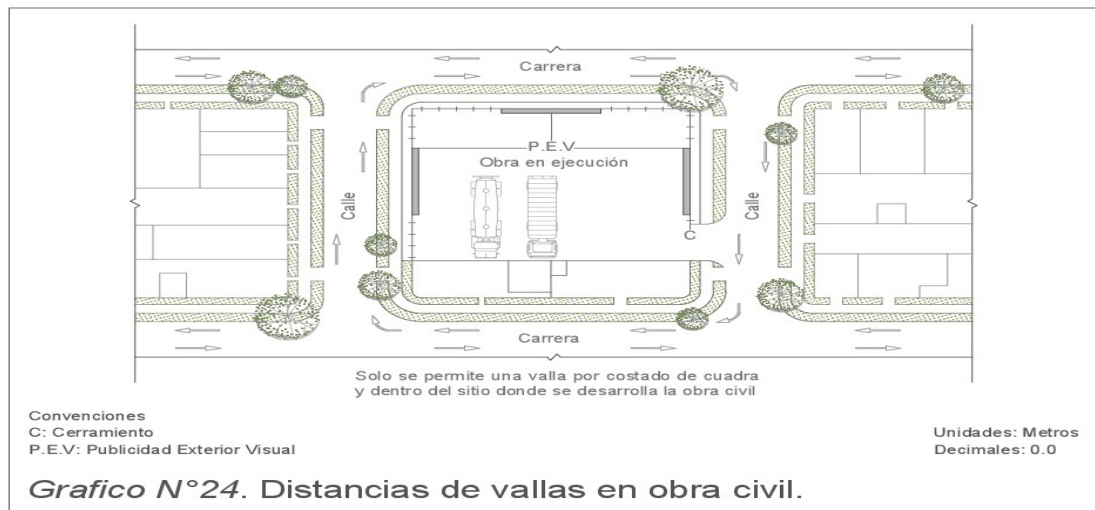 Carrera
P.E.V
Obra en ejecución
Calle
Calle
C
Carrera
Solo se permite una valla por costado de cuadra
y dentro del sitio donde se desarrolla la obra civil
Convenciones
C: Cerramiento
P.E.V: Publicidad Exterior Visual
Unidades: Metros
Decimales: 0.0
Grafico N°24. Distancias de vallas en obra civil.